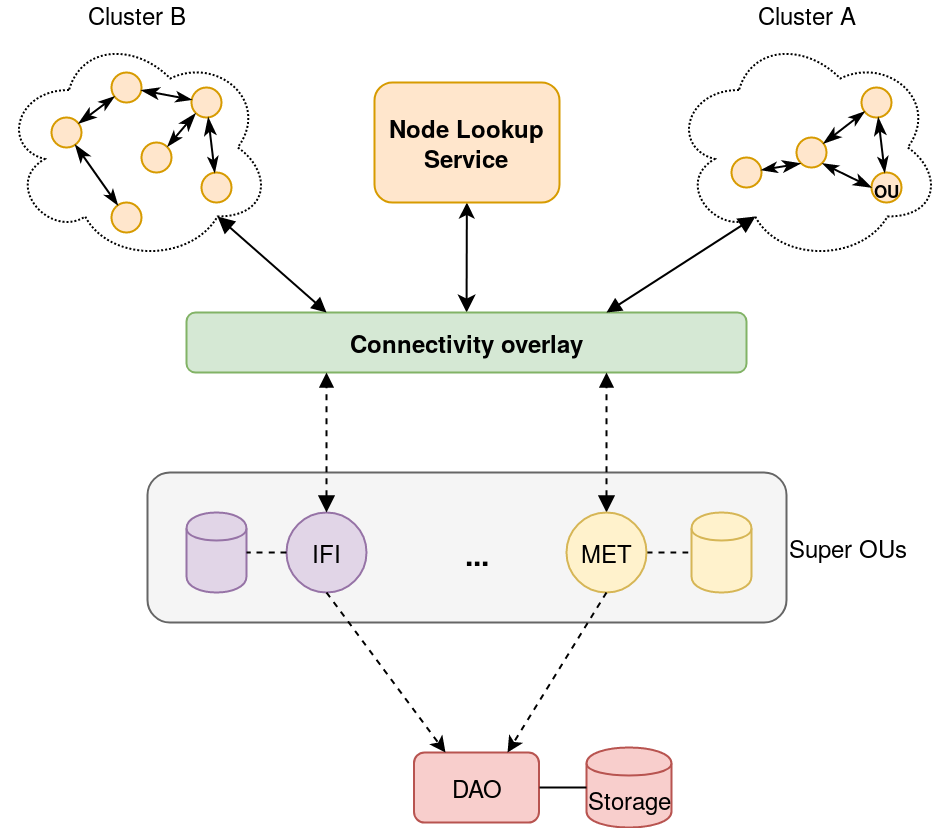 Cluster B
Cluster A
Node Lookup
Service
OU
Connectivity overlay
IFI
...
MET
Super OUs
DAO
Storage